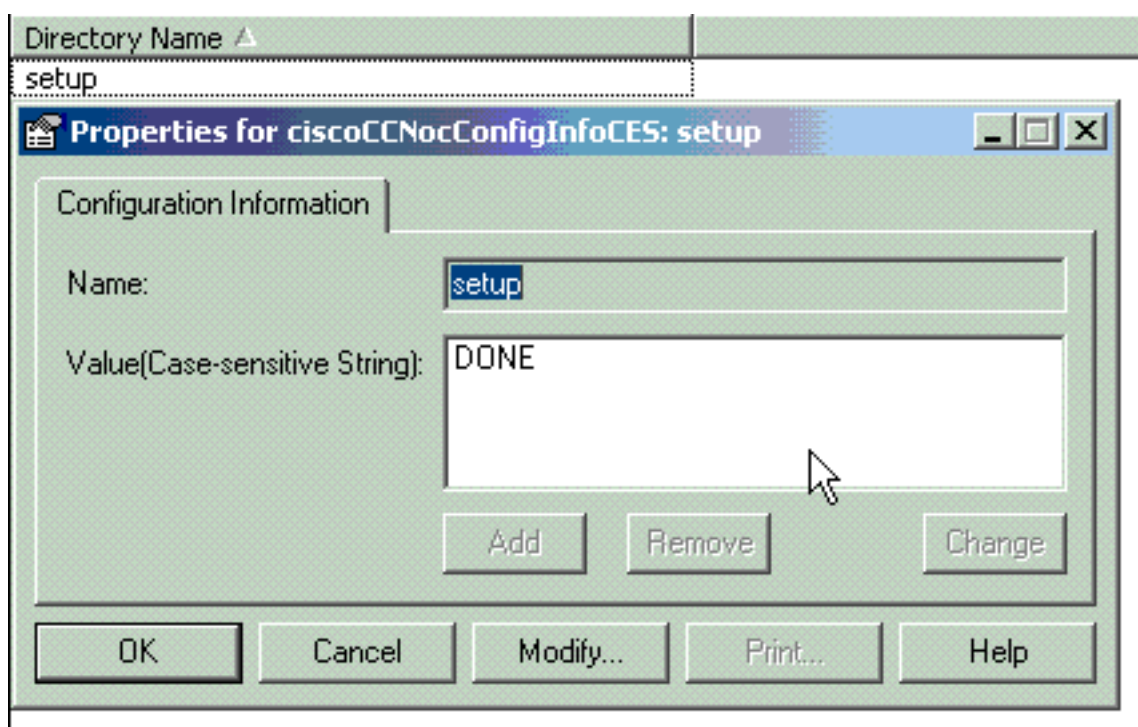 Directory Name
setup
Properties for ciscoCCNocConfigInfoCES: setup
Configuration Information
Name: setup
Value(Case-sensitive String): DONE
Add Remove Change
OK Cancel Modify... Print... Help